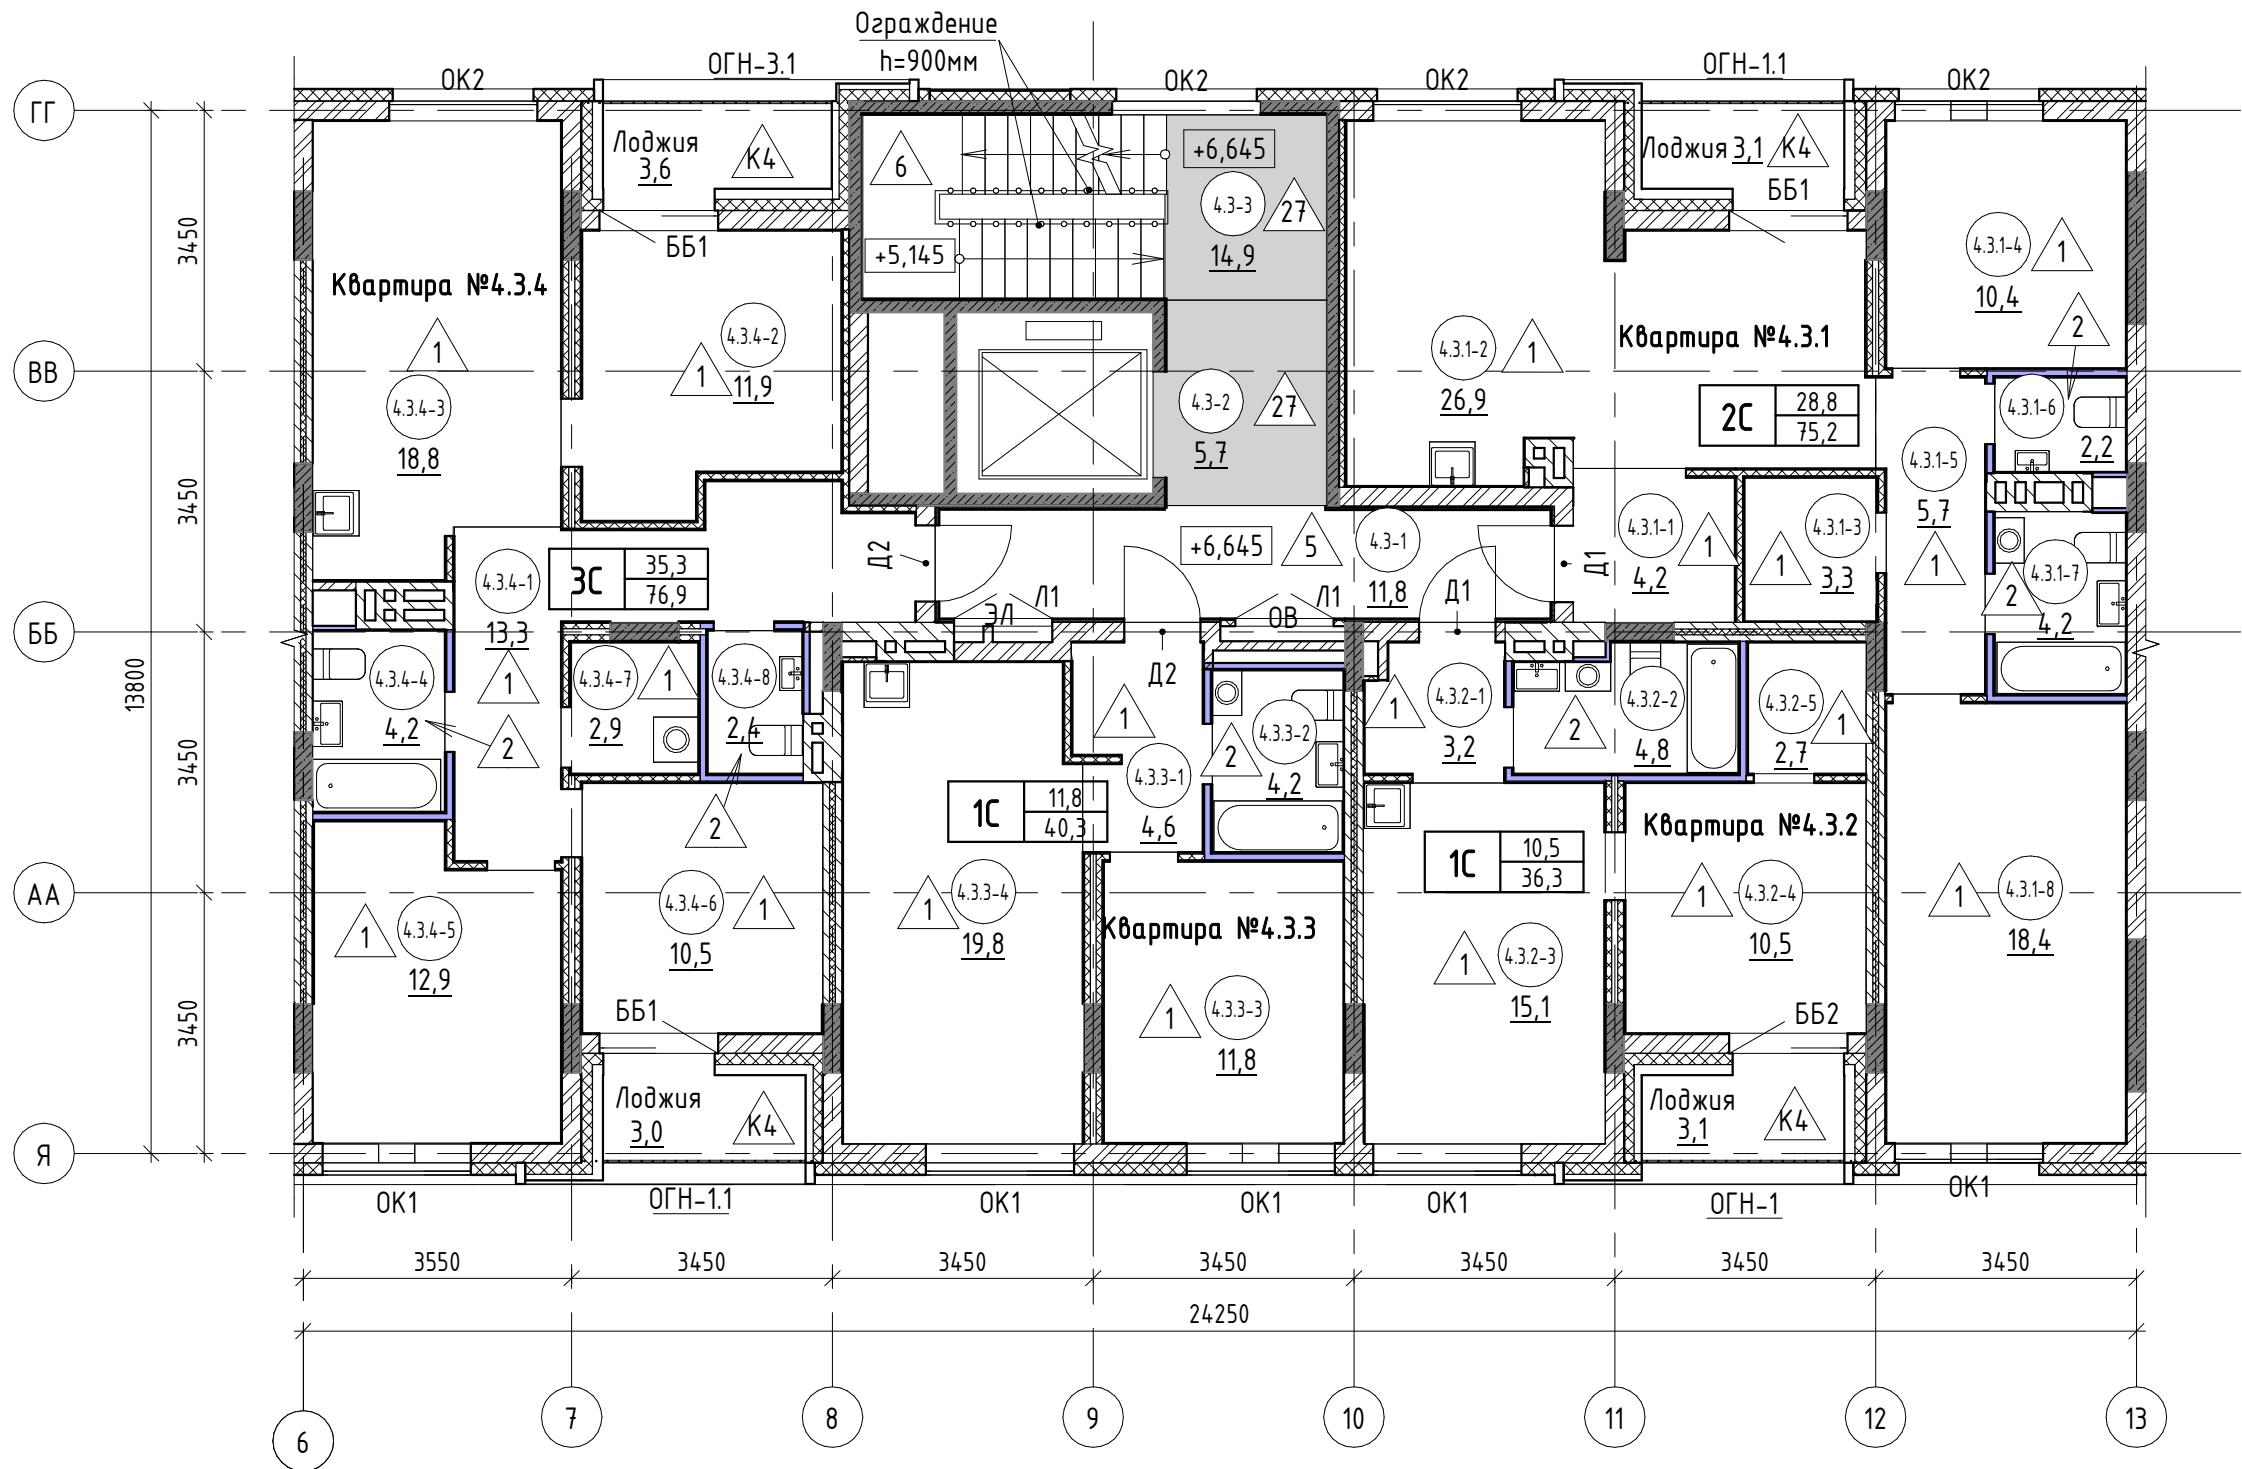 Ограждение
h=900мм
ОК2
ОГН-3.1
ОК2
ОК2
ОГН-1.1
ОК2
ГГ
Лоджия
3,6
К4
6
+6,645
4.3-3
27
14,9
+5,145
Лоджия 3,1
К4
ББ1
ББ1
4.3.1-4
1
10,4
2
3450
Квартира №4.3.4
1
4.3.4-3
18,8
4.3.4-2
1
11,9
4.3.1-2
1
26,9
Квартира №4.3.1
ВВ
4.3-2
27
5,7
2С
28,8
75,2
4.3.1-6
2,2
4.3.1-5
5,7
1
3450
Д2
+6,645
5
4.3-1
11,8
Д1
4.3.1-1
1
4,2
4.3.1-3
1
3,3
4.3.1-7
2
4,2
4.3.4-1
13,3
1
3С
35,3
76,9
ЭЛ
Л1
ОВ
Л1
Д1
ББ
13800
4.3.4-4
4,2
2
4.3.4-7
1
2,9
4.3.4-8
2,4
2
Д2
1
4.3.3-1
4,6
4.3.3-2
2
4,2
1
4.3.2-1
3,2
4.3.2-2
2
4,8
4.3.2-5
1
2,7
3450
1С
11,8
40,3
1С
10,5
36,3
Квартира №4.3.2
АА
1
4.3.4-5
12,9
4.3.4-6
1
10,5
1
4.3.3-4
19,8
Квартира №4.3.3
1
4.3.3-3
11,8
1
4.3.2-3
15,1
1
4.3.2-4
10,5
1
4.3.1-8
18,4
3450
ББ1
ББ2
Лоджия
3,0
К4
Лоджия
3,1
К4
Я
ОК1
ОГН-1.1
ОК1
ОК1
ОК1
ОГН-1
ОК1
3550
3450
3450
3450
3450
3450
3450
24250
6
7
8
9
10
11
12
13